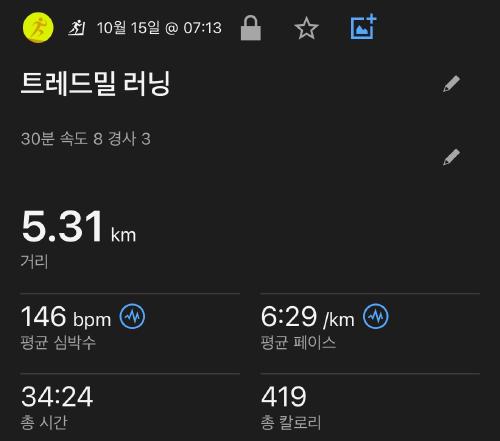 10월 15일 @ 07:13
트레드밀 러닝
30분 속도 8 경사 3
5.31 km
거리
146 bpm
평균 심박수
6:29 /km
평균 페이스
34:24
총 시간
419
총 칼로리